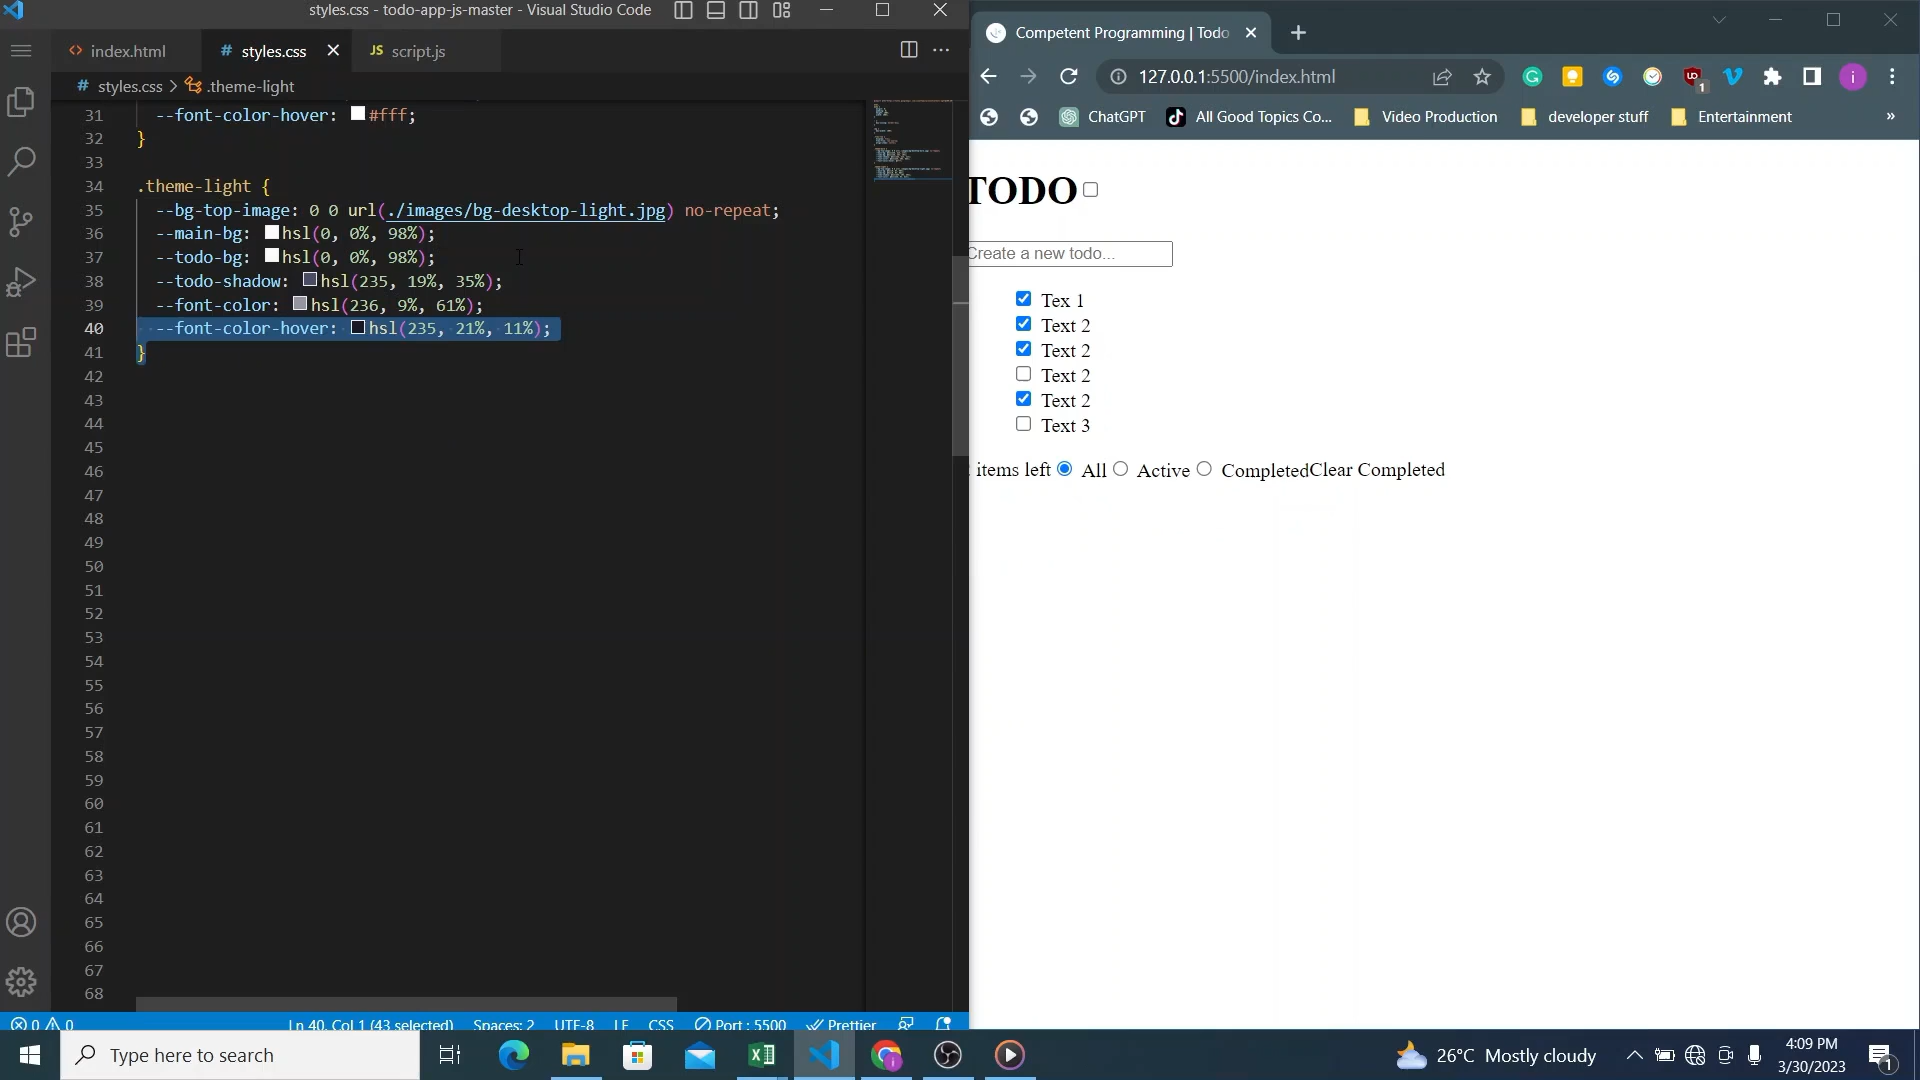 styles.css - todo-app-js-master - Visual Studio Code
<> index.html
# styles.css
JS script.js
# styles.css > .theme-light
31 --font-color-hover: #fff;
32 }
33
34 .theme-light {
35 --bg-top-image: 0 0 url(./images/bg-desktop-light.jpg) no-repeat;
36 --main-bg: hsl(0, 0%, 98%);
37 --todo-bg: hsl(0, 0%, 98%);
38 --todo-shadow: hsl(235, 19%, 35%);
39 --font-color: hsl(236, 9%, 61%);
40 --font-color-hover: hsl(235, 21%, 11%);
41 }
42
43
44
45
46
47
48
49
50
51
52
53
54
55
56
57
58
59
60
61
62
63
64
65
66
67
68
0 0 Ln 40, Col 1 (43 selected) Spaces: 2 UTF-8 LF CSS Port : 5500 Prettier
Competent Programming | Todo
127.0.0.1:5500/index.html
1
i
ChatGPT All Good Topics Co... Video Production developer stuff Entertainment »
TODO
Create a new todo...
Tex 1
Text 2
Text 2
Text 2
Text 2
Text 3
items left All Active CompletedClear Completed
Type here to search
26°C Mostly cloudy
4:09 PM
3/30/2023
1